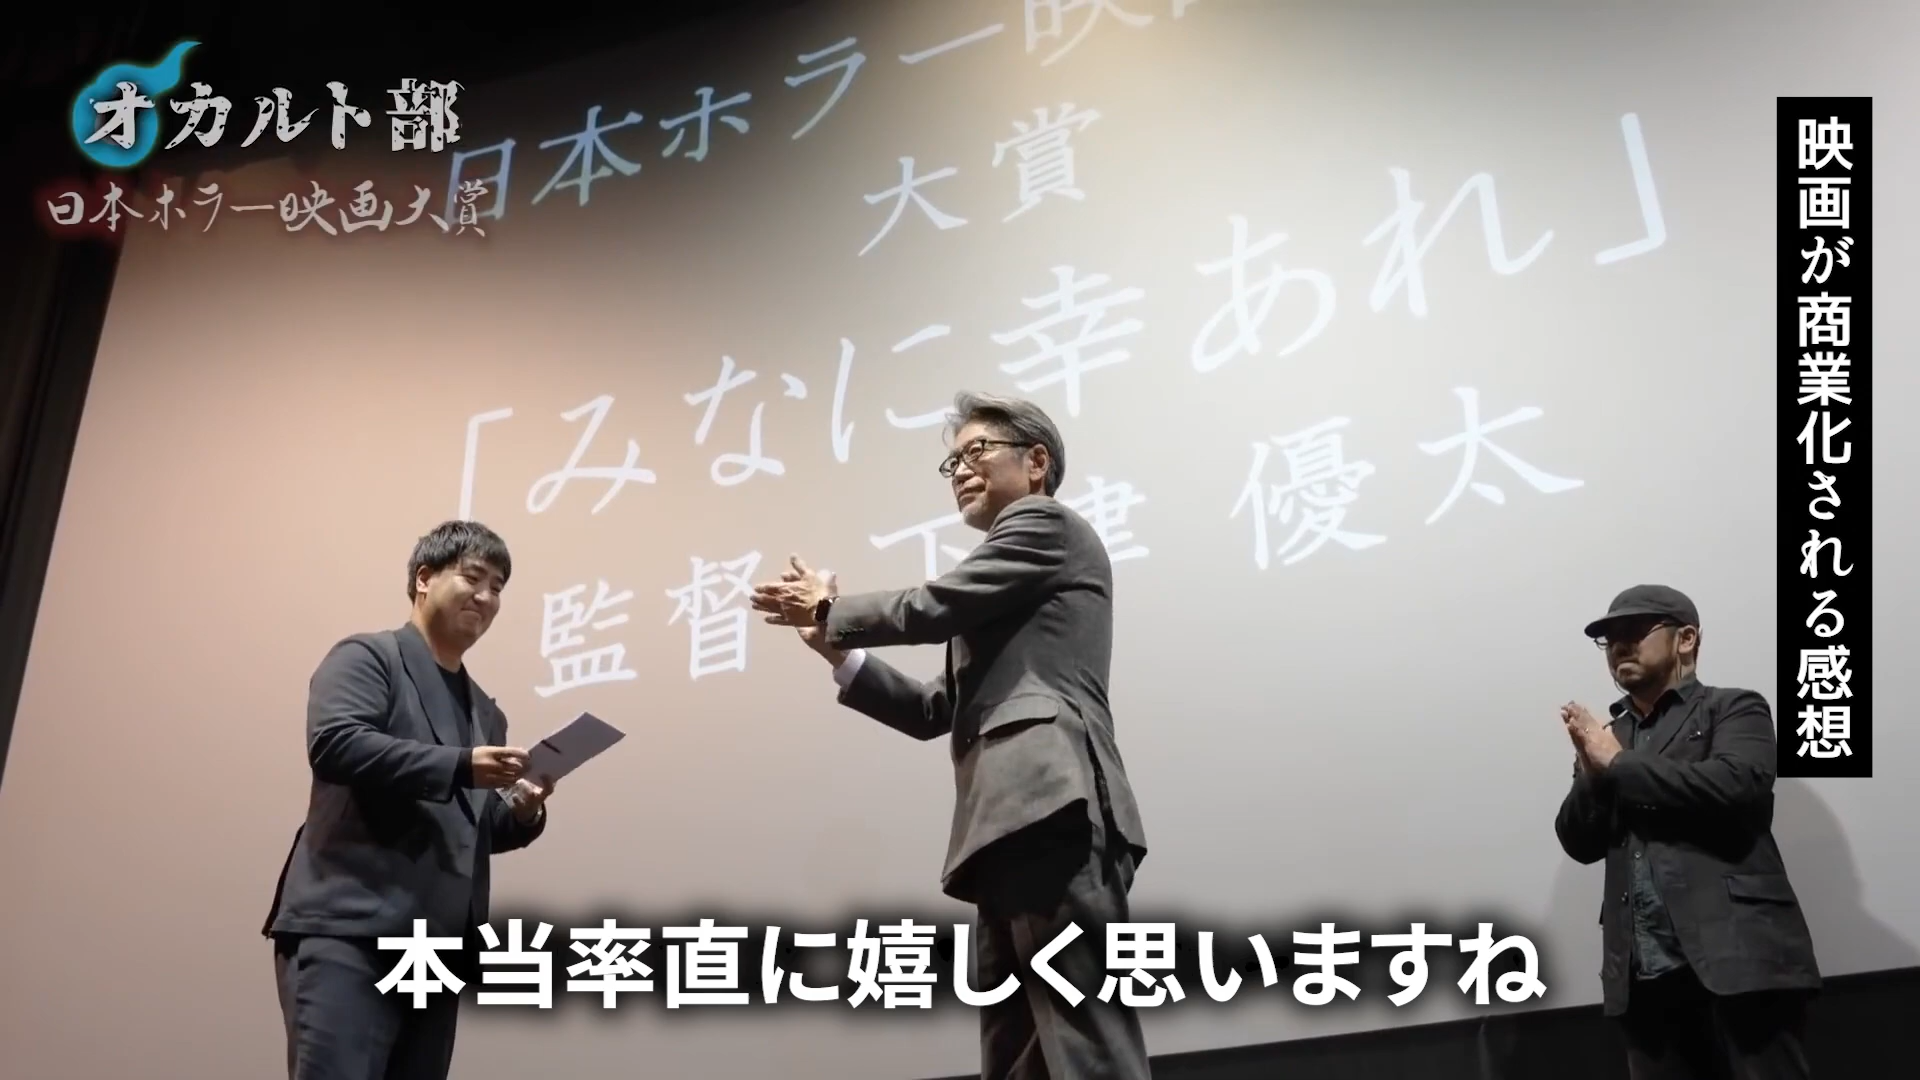 オカルト部
日本ホラー映画大賞
日本ホラー映
大賞
「みなに幸あれ」
監督 下津 優太
映画が商業化される感想
本当率直に嬉しく思いますね